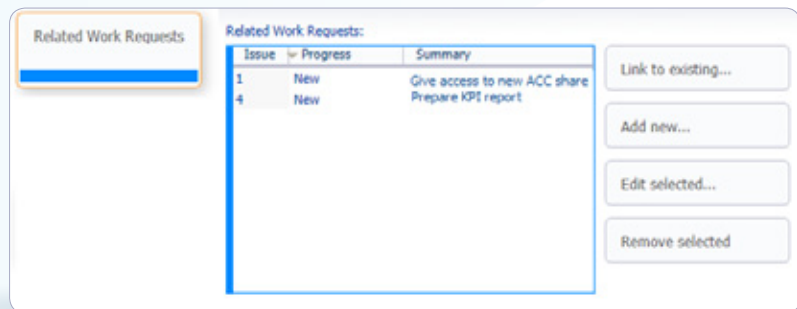 Related Work Requests
Related Work Requests:
Issue Progress Summary
1 New Give access to new ACC share
4 New Prepare KPI report
Link to existing...
Add new...
Edit selected...
Remove selected